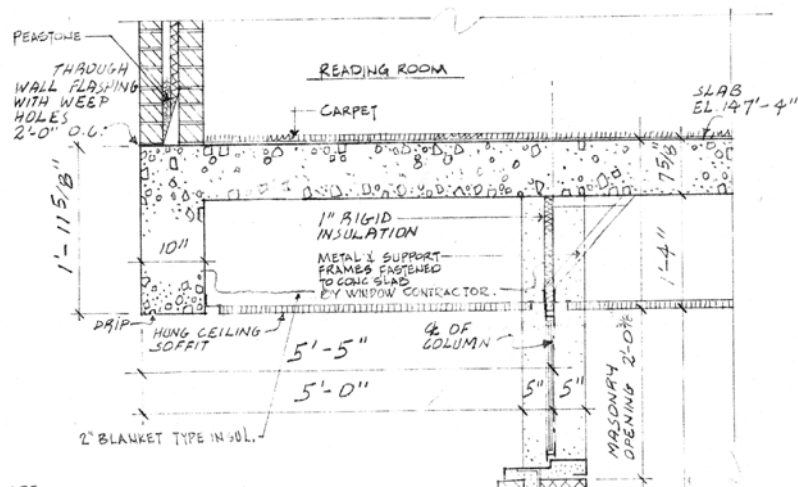 PEASTONE
THROUGH
WALL FLASHING
WITH WEEP
HOLES
2'-0" O.C.
READING ROOM
CARPET
SLAB
EL. 147'-4"
7 5/8"
1'-11 5/8"
10"
1" RIGID
INSULATION
METAL & SUPPORT
FRAMES FASTENED
TO CONC SLAB
BY WINDOW CONTRACTOR.
1'-4"
DRIP
HUNG CEILING
SOFFIT
℄ OF
COLUMN
5'-5"
5'-0"
5"
5"
MASONRY
OPENING 2'-0
2" BLANKET TYPE INSUL.